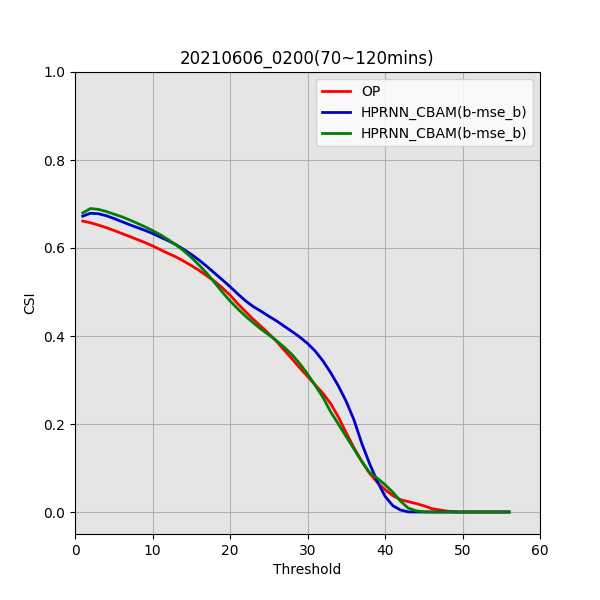 20210606_0200(70~120mins)
OP
HPRNN_CBAM(b-mse_b)
HPRNN_CBAM(b-mse_b)
1.0
0.8
0.6
0.4
0.2
0.0
CSI
0 10 20 30 40 50 60
Threshold